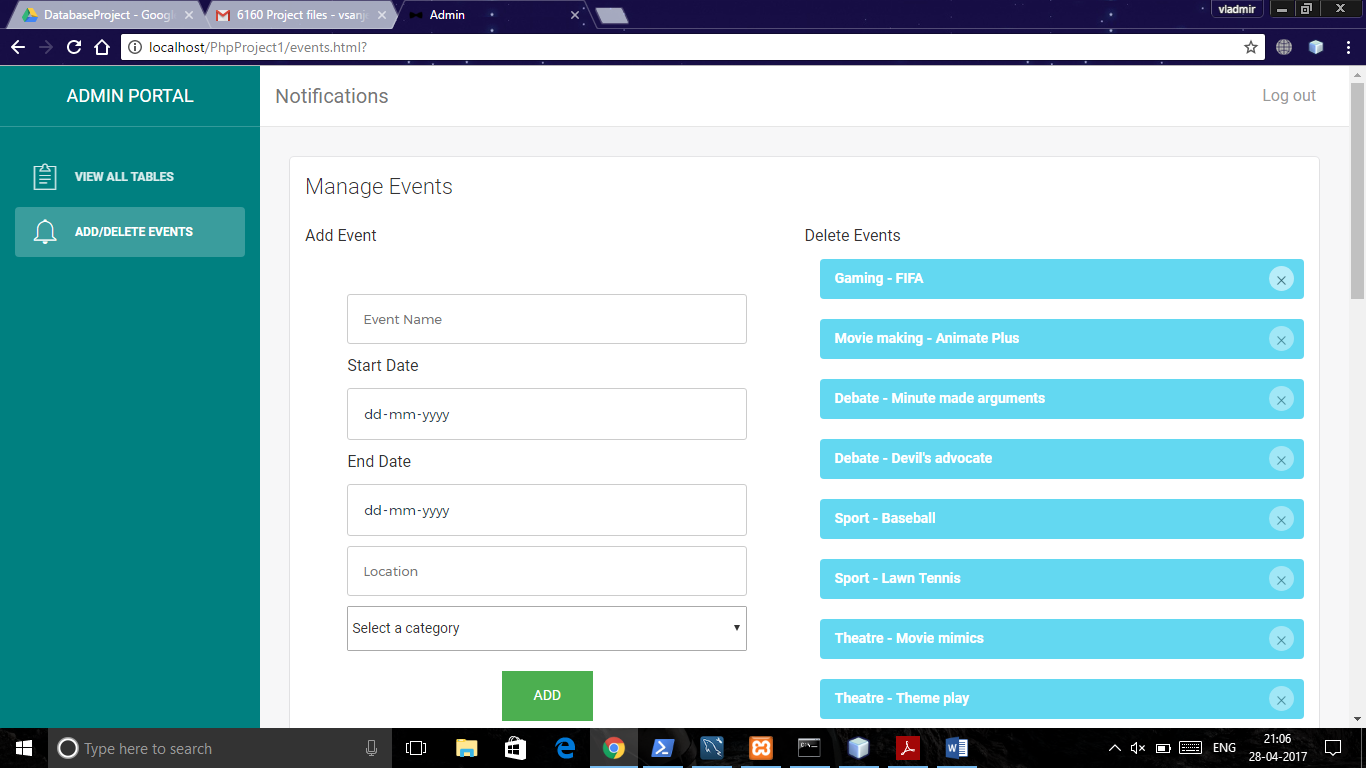 DatabaseProject - Googl
6160 Project files - vsanj
Admin
vladmir
localhost/PhpProject1/events.html?
ADMIN PORTAL
Notifications
Log out
VIEW ALL TABLES
ADD/DELETE EVENTS
Manage Events
Add Event
Event Name
Start Date
dd-mm-yyyy
End Date
dd-mm-yyyy
Location
Select a category
ADD
Delete Events
Gaming - FIFA
Movie making - Animate Plus
Debate - Minute made arguments
Debate - Devil's advocate
Sport - Baseball
Sport - Lawn Tennis
Theatre - Movie mimics
Theatre - Theme play
Type here to search
ENG
21:06
28-04-2017